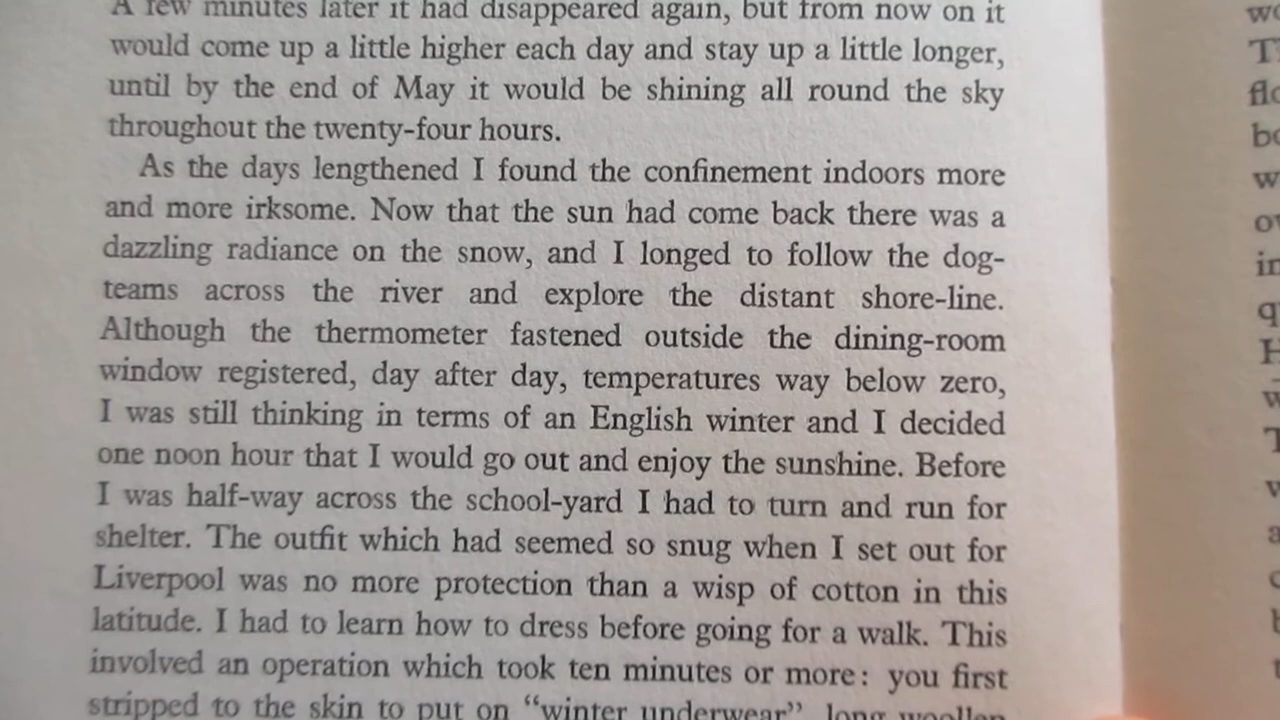 A few minutes later it had disappeared again, but from now on it
would come up a little higher each day and stay up a little longer,
until by the end of May it would be shining all round the sky
throughout the twenty-four hours.
As the days lengthened I found the confinement indoors more
and more irksome. Now that the sun had come back there was a
dazzling radiance on the snow, and I longed to follow the dog-
teams across the river and explore the distant shore-line.
Although the thermometer fastened outside the dining-room
window registered, day after day, temperatures way below zero,
I was still thinking in terms of an English winter and I decided
one noon hour that I would go out and enjoy the sunshine. Before
I was half-way across the school-yard I had to turn and run for
shelter. The outfit which had seemed so snug when I set out for
Liverpool was no more protection than a wisp of cotton in this
latitude. I had to learn how to dress before going for a walk. This
involved an operation which took ten minutes or more: you first
stripped to the skin to put on “winter underwear”, long woollen